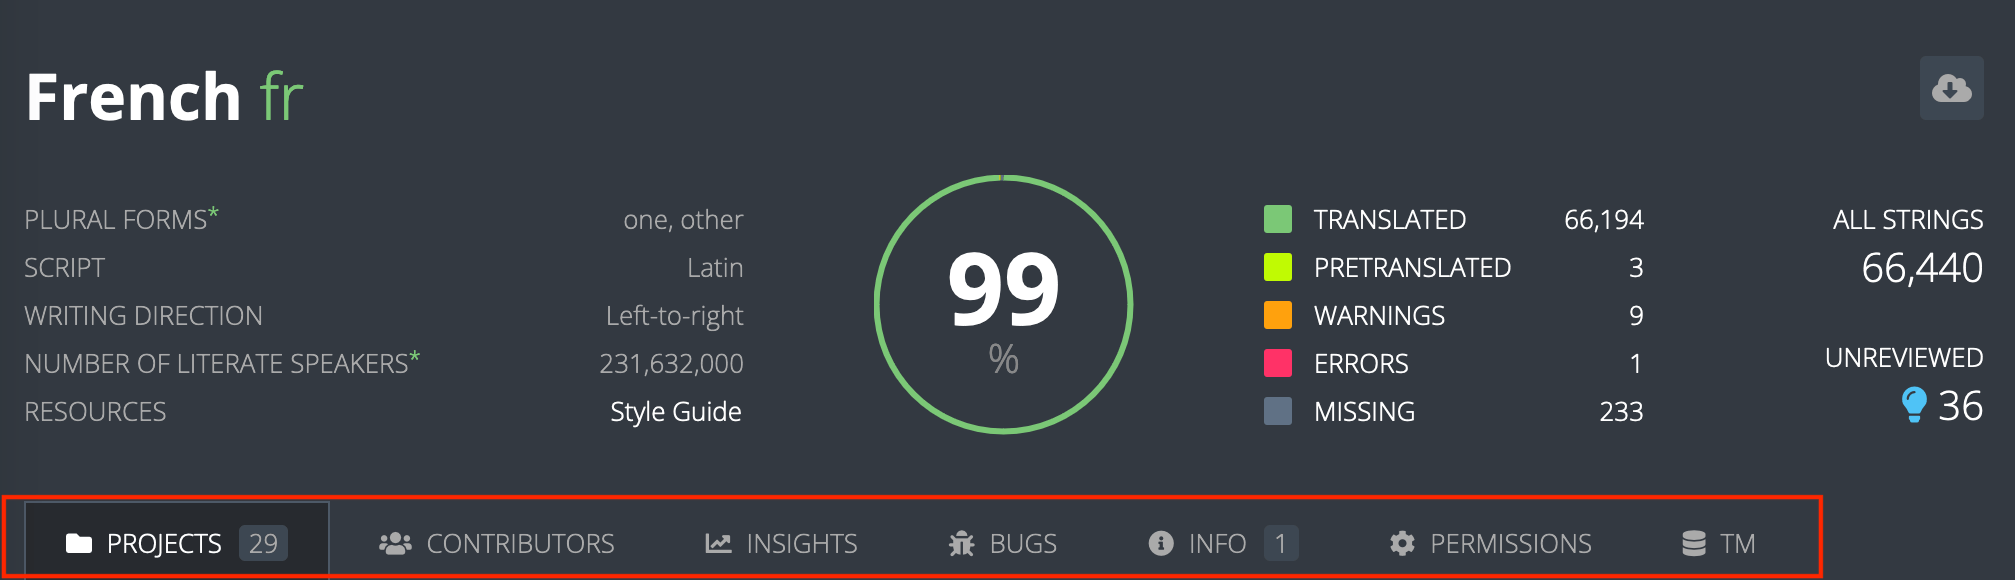 French fr
PLURAL FORMS* one, other
SCRIPT Latin
WRITING DIRECTION Left-to-right
NUMBER OF LITERATE SPEAKERS* 231,632,000
RESOURCES Style Guide
99
%
TRANSLATED 66,194
PRETRANSLATED 3
WARNINGS 9
ERRORS 1
MISSING 233
ALL STRINGS
66,440
UNREVIEWED
36
PROJECTS 29 CONTRIBUTORS INSIGHTS BUGS INFO 1 PERMISSIONS TM